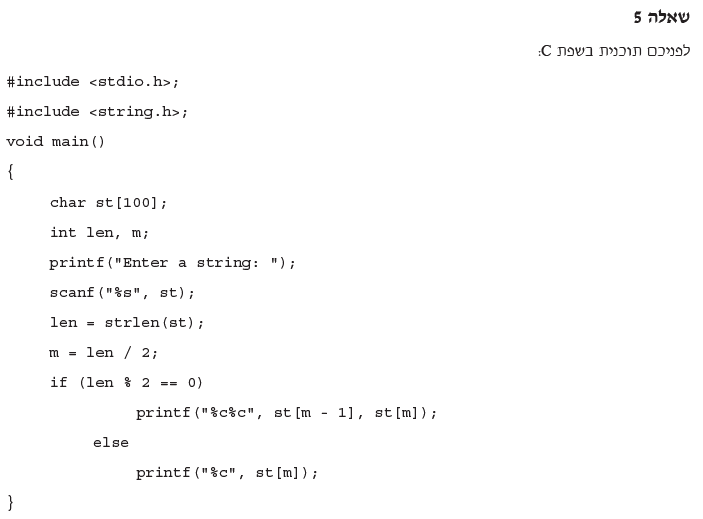 שאלה 5
לפניכם תוכנית בשפת C:
#include <stdio.h>;
#include <string.h>;
void main()
{
char st[100];
int len, m;
printf("Enter a string: ");
scanf("%s", st);
len = strlen(st);
m = len / 2;
if (len % 2 == 0)
printf("%c%c", st[m - 1], st[m]);
else
printf("%c", st[m]);
}